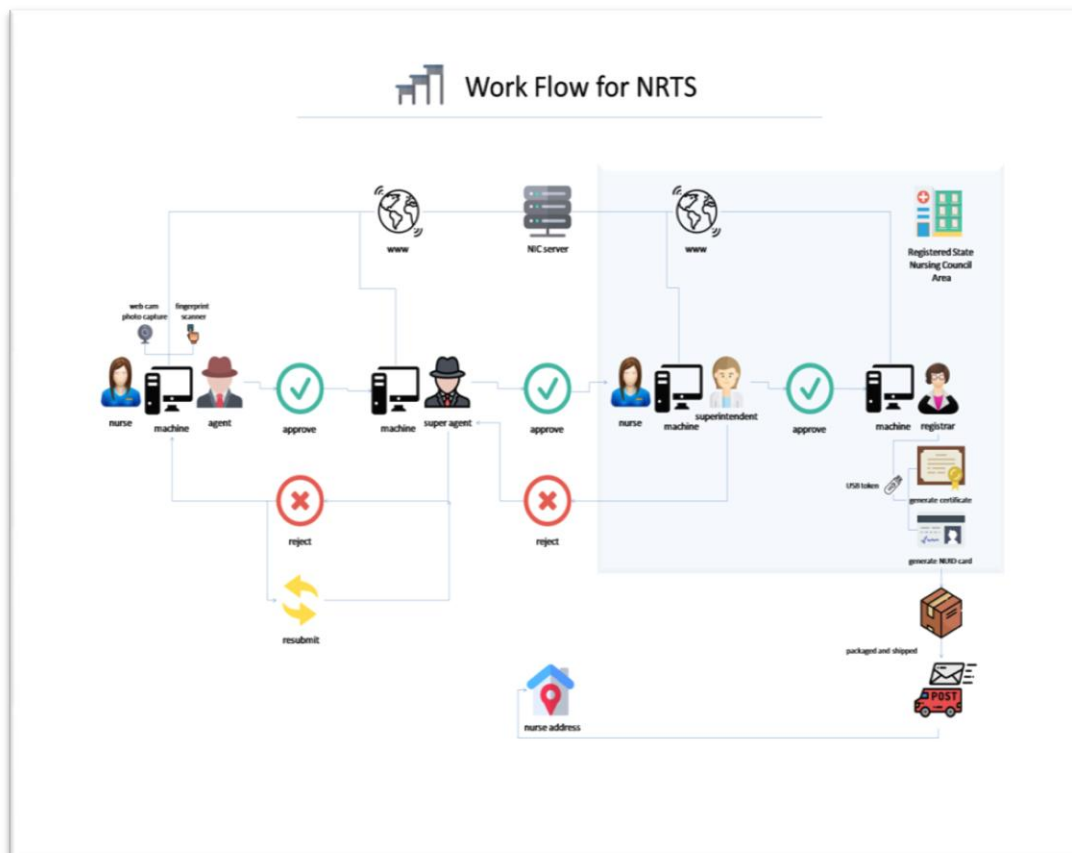 Work Flow for NRTS
www
NIC server
www
Registered State
Nursing Council
Area
web cam
photo capture
fingerprint
scanner
nurse
machine
agent
approve
machine
super agent
approve
nurse
machine
superintendent
approve
machine
registrar
USB token
generate certificate
reject
reject
generate NUID card
resubmit
packaged and shipped
POST
nurse address